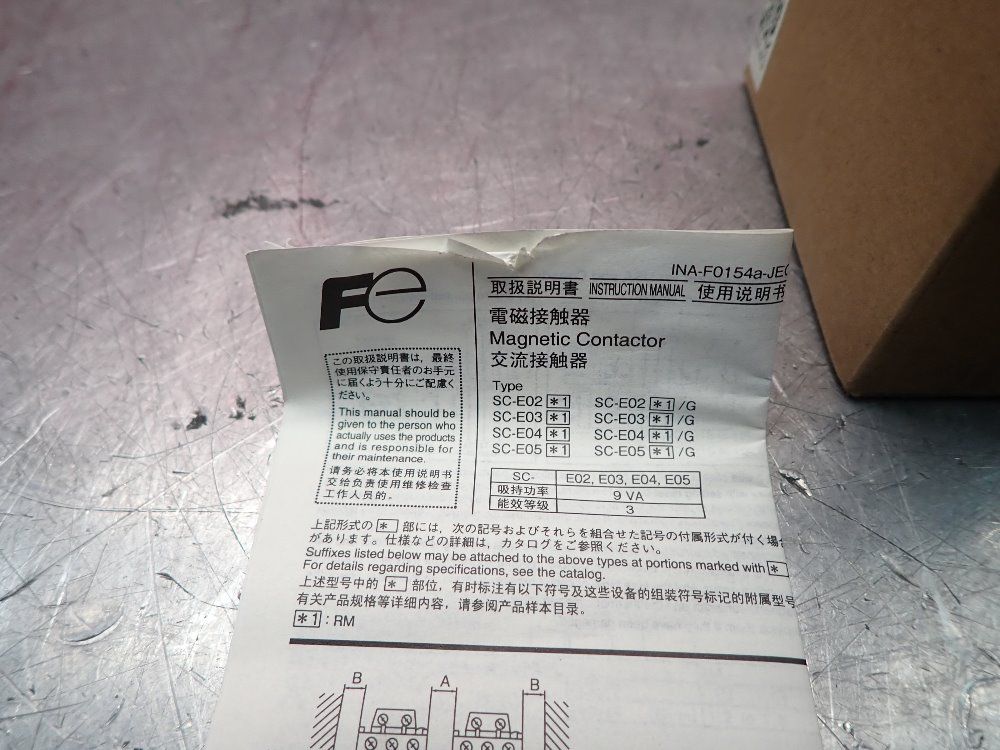 Fe
INA-F0154a-JEC
取扱説明書 INSTRUCTION MANUAL 使用说明书
電磁接触器
Magnetic Contactor
交流接触器
この取扱説明書は，最終
使用保守責任者のお手元
に届くよう十分にご配慮く
ださい。
This manual should be
given to the person who
actually uses the products
and is responsible for
their maintenance.
请务必将本使用说明书
交给负责使用维修检查
工作人员的。
Type
SC-E02 *1 SC-E02 *1 /G
SC-E03 *1 SC-E03 *1 /G
SC-E04 *1 SC-E04 *1 /G
SC-E05 *1 SC-E05 *1 /G
SC- E02, E03, E04, E05
吸持功率 9 VA
能效等级 3
上記形式の * 部には，次の記号およびそれらを組合せた記号の付属形式が付く場合
があります。仕様などの詳細は，カタログをご参照ください。
Suffixes listed below may be attached to the above types at portions marked with *
For details regarding specifications, see the catalog.
上述型号中的 * 部位，有时标注有以下符号及这些设备的组装符号标记的附属型号
有关产品规格等详细内容，请参阅产品样本目录。
*1 : RM
B A B